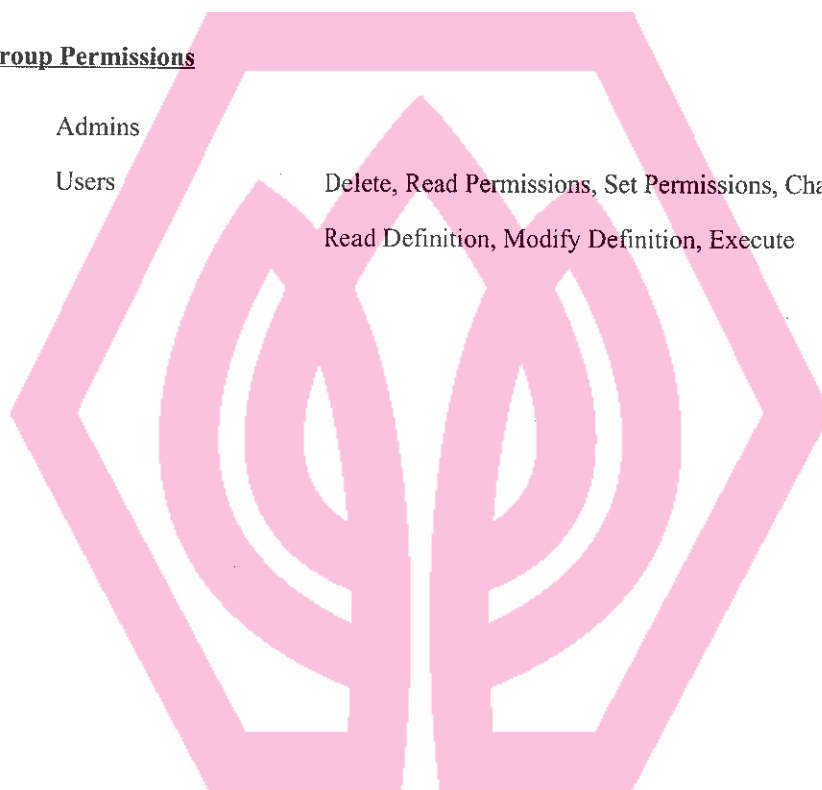 roup Permissions
Admins
Users Delete, Read Permissions, Set Permissions, Cha
Read Definition, Modify Definition, Execute